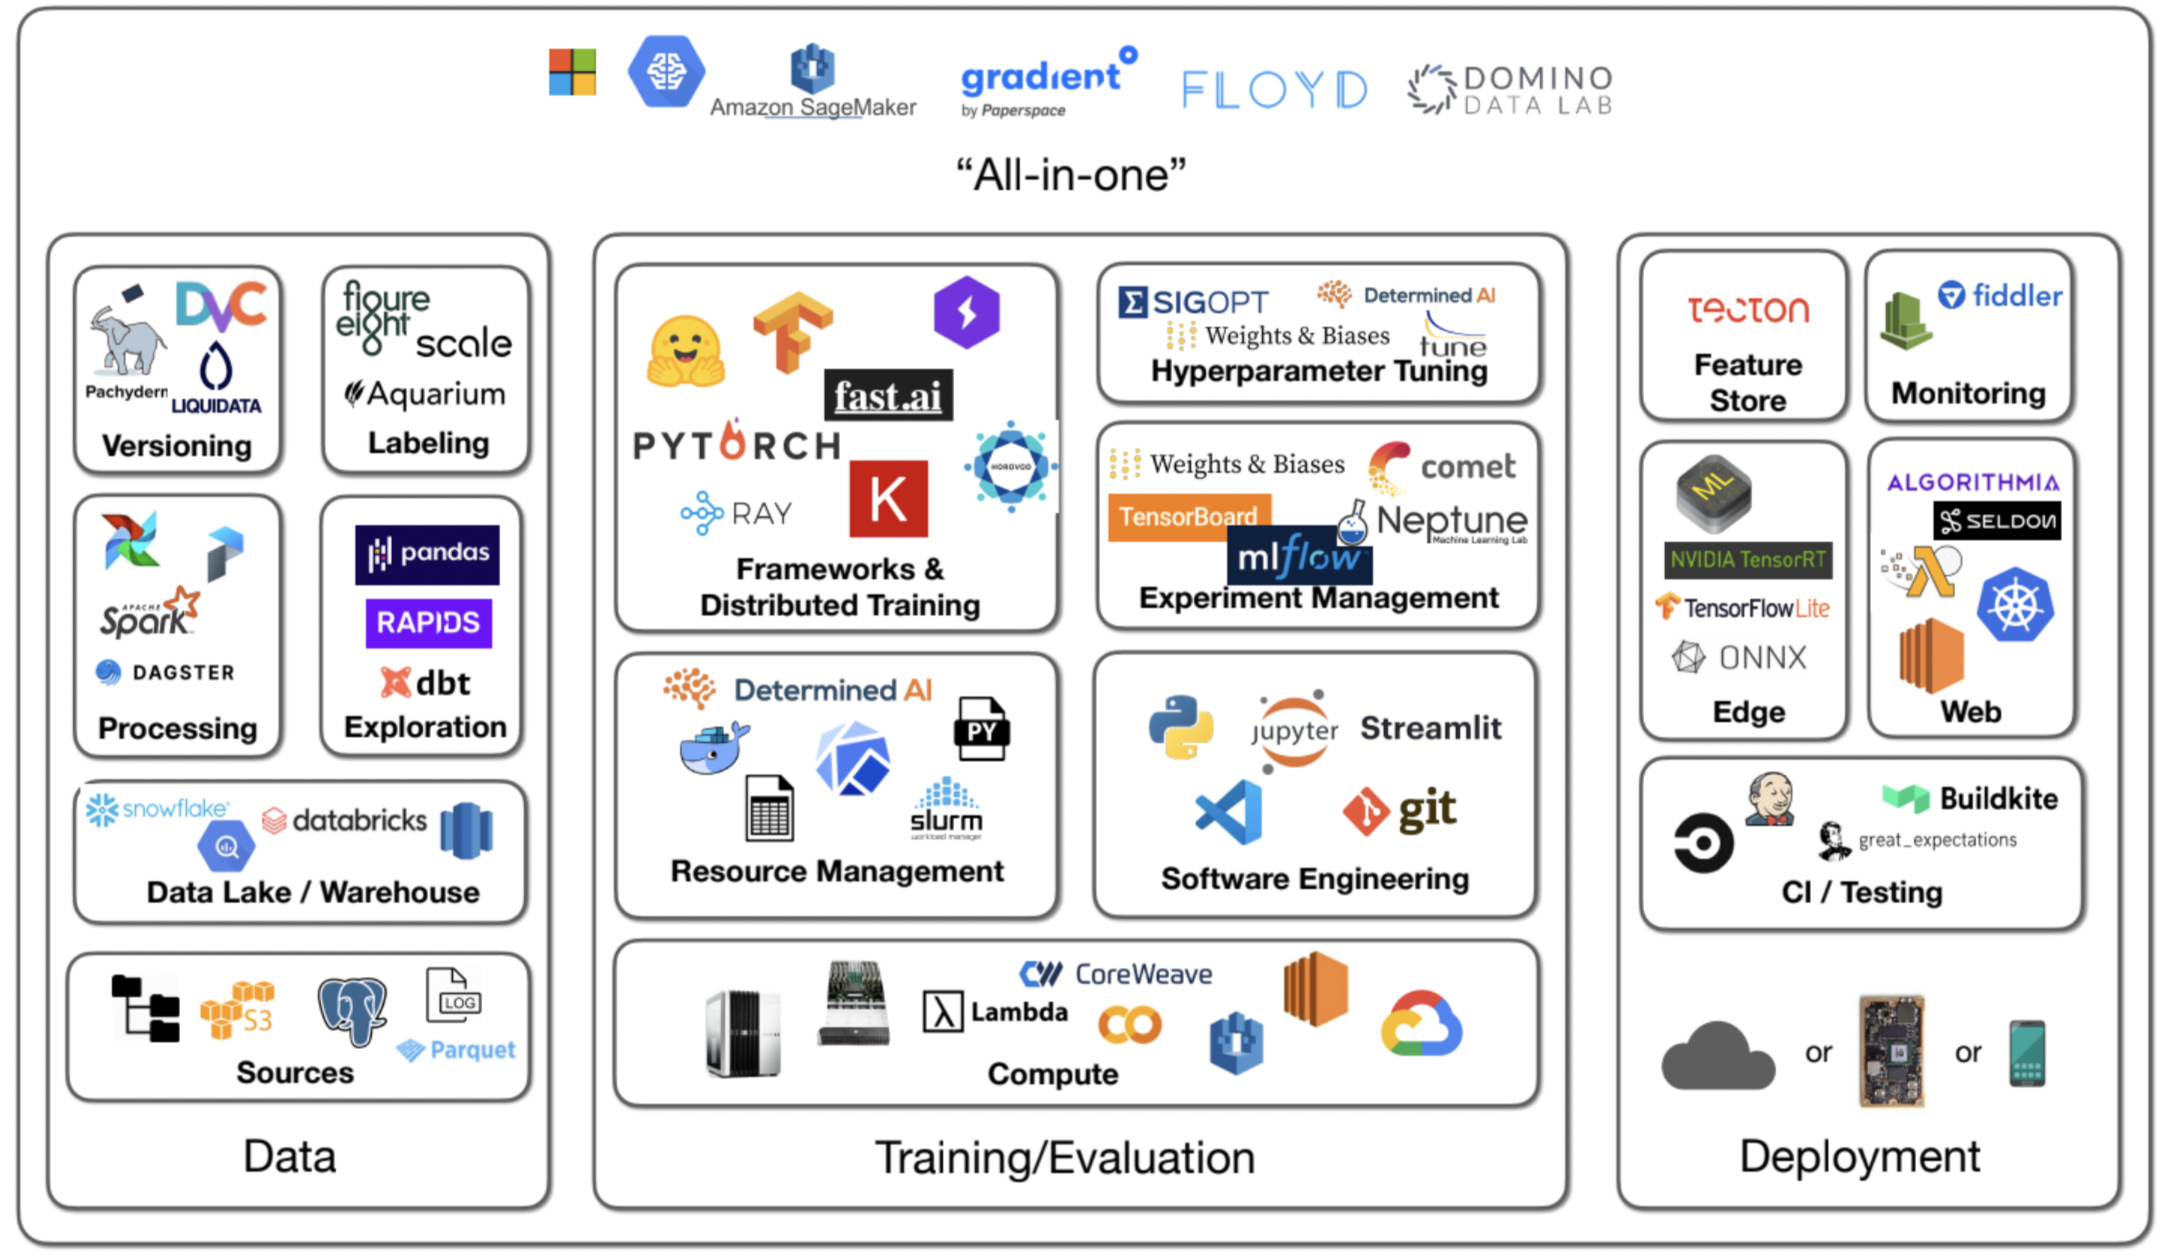 Amazon SageMaker
gradient
by Paperspace
FLOYD
DOMINO
DATA LAB
“All-in-one”
DVC
Pachyderm
LIQUIDATA
Versioning
figure
eight
scale
Aquarium
Labeling
APACHE
Spark
DAGSTER
Processing
pandas
RAPIDS
dbt
Exploration
snowflake
databricks
Data Lake / Warehouse
S3
LOG
Parquet
Sources
Data
fast.ai
PYTORCH
HOROVOD
RAY
K
Frameworks &
Distributed Training
Σ SIGOPT
Determined AI
Weights & Biases
tune
Hyperparameter Tuning
Weights & Biases
comet
TensorBoard
Neptune
Machine Learning Lab
mlflow
Experiment Management
Determined AI
PY
slurm
workload manager
Resource Management
jupyter
Streamlit
git
Software Engineering
CoreWeave
λ Lambda
Compute
Training/Evaluation
TECTON
Feature
Store
fiddler
Monitoring
ML
NVIDIA TensorRT
TensorFlow Lite
ONNX
Edge
ALGORITHMIA
SELDON
Web
Buildkite
great_expectations
CI / Testing
or
or
Deployment